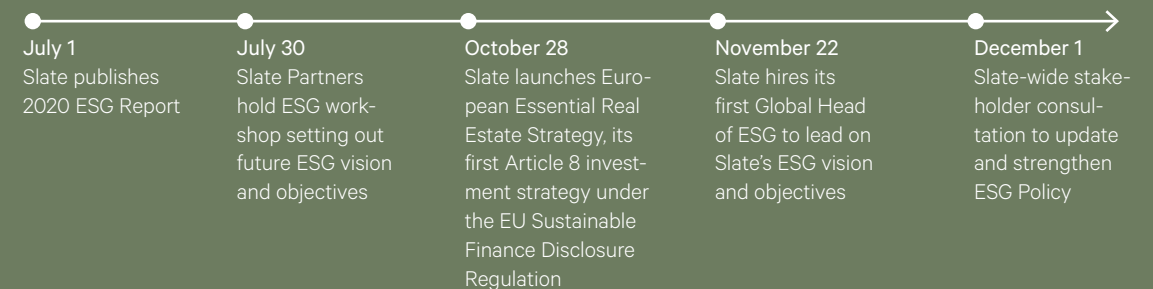 July 1
Slate publishes
2020 ESG Report
July 30
Slate Partners
hold ESG work-
shop setting out
future ESG vision
and objectives
October 28
Slate launches Euro-
pean Essential Real
Estate Strategy, its
first Article 8 invest-
ment strategy under
the EU Sustainable
Finance Disclosure
Regulation
November 22
Slate hires its
first Global Head
of ESG to lead on
Slate's ESG vision
and objectives
December 1
Slate-wide stake-
holder consul-
tation to update
and strengthen
ESG Policy